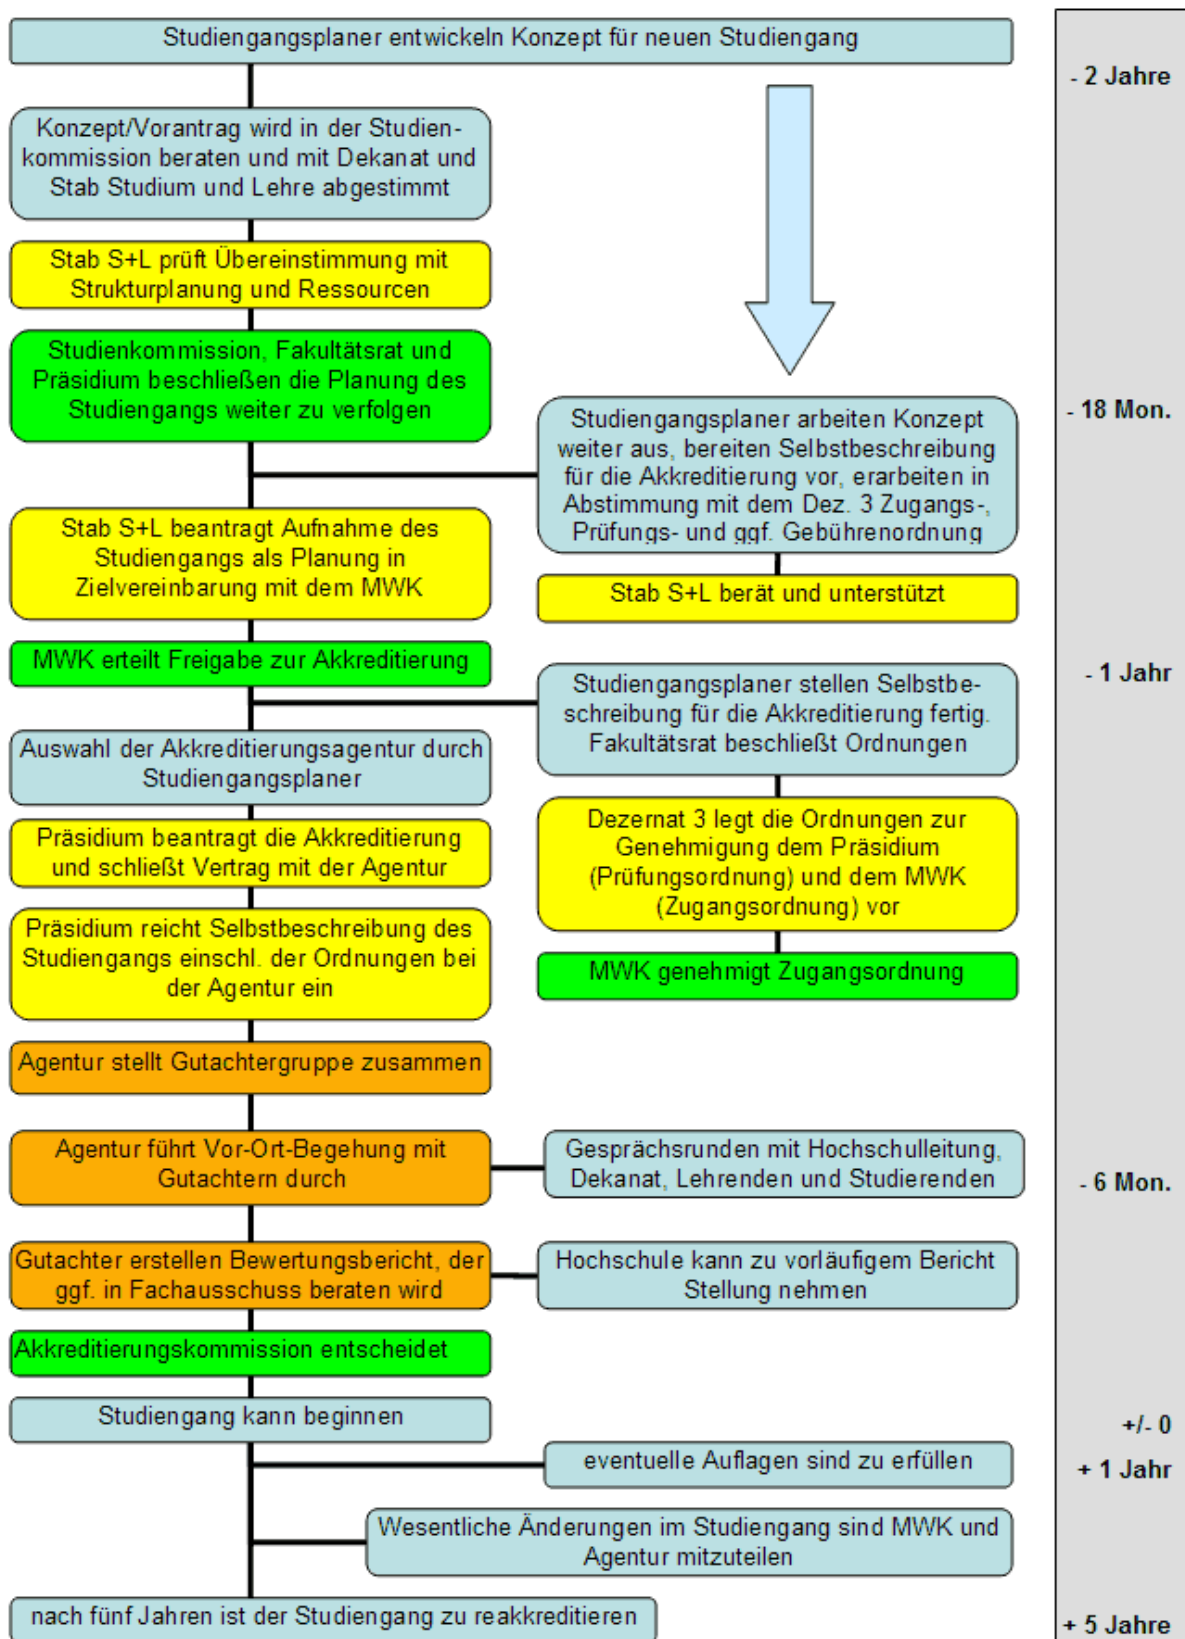 Studiengangsplaner entwickeln Konzept für neuen Studiengang
- 2 Jahre
Konzept/Vorantrag wird in der Studien-
kommission beraten und mit Dekanat und
Stab Studium und Lehre abgestimmt
Stab S+L prüft Übereinstimmung mit
Strukturplanung und Ressourcen
Studienkommission, Fakultätsrat und
Präsidium beschließen die Planung des
Studiengangs weiter zu verfolgen
- 18 Mon.
Studiengangsplaner arbeiten Konzept
weiter aus, bereiten Selbstbeschreibung
für die Akkreditierung vor, erarbeiten in
Abstimmung mit dem Dez. 3 Zugangs-,
Prüfungs- und ggf. Gebührenordnung
Stab S+L beantragt Aufnahme des
Studiengangs als Planung in
Zielvereinbarung mit dem MWK
Stab S+L berät und unterstützt
MWK erteilt Freigabe zur Akkreditierung
- 1 Jahr
Studiengangsplaner stellen Selbstbe-
schreibung für die Akkreditierung fertig.
Fakultätsrat beschließt Ordnungen
Auswahl der Akkreditierungsagentur durch
Studiengangsplaner
Präsidium beantragt die Akkreditierung
und schließt Vertrag mit der Agentur
Dezernat 3 legt die Ordnungen zur
Genehmigung dem Präsidium
(Prüfungsordnung) und dem MWK
(Zugangsordnung) vor
Präsidium reicht Selbstbeschreibung des
Studiengangs einschl. der Ordnungen bei
der Agentur ein
MWK genehmigt Zugangsordnung
Agentur stellt Gutachtergruppe zusammen
Agentur führt Vor-Ort-Begehung mit
Gutachtern durch
Gesprächsrunden mit Hochschulleitung,
Dekanat, Lehrenden und Studierenden
- 6 Mon.
Gutachter erstellen Bewertungsbericht, der
ggf. in Fachausschuss beraten wird
Hochschule kann zu vorläufigem Bericht
Stellung nehmen
Akkreditierungskommission entscheidet
Studiengang kann beginnen
+/- 0
eventuelle Auflagen sind zu erfüllen
+ 1 Jahr
Wesentliche Änderungen im Studiengang sind MWK und
Agentur mitzuteilen
nach fünf Jahren ist der Studiengang zu reakkreditieren
+ 5 Jahre